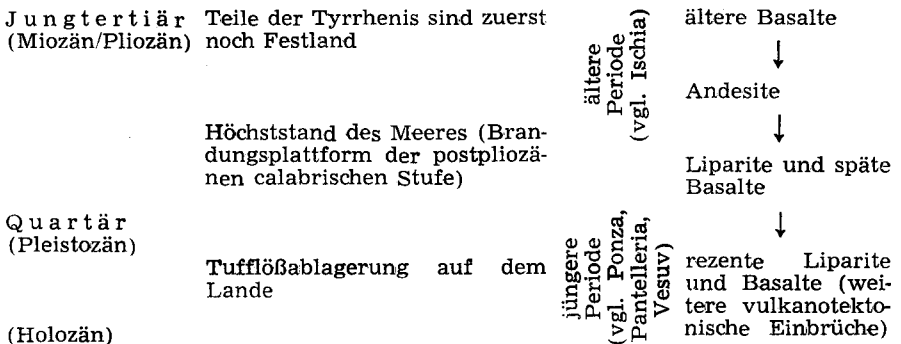 Jungtertiär
(Miozän/Pliozän)
Teile der Tyrrhenis sind zuerst
noch Festland
ältere
Periode
(vgl. Ischia)
ältere Basalte
↓
Andesite
↓
Höchststand des Meeres (Bran-
dungsplattform der postpliozä-
nen calabrischen Stufe)
Liparite und späte
Basalte
↓
Quartär
(Pleistozän)
Tufflößablagerung auf dem
Lande
jüngere
Periode
(vgl. Ponza,
Pantelleria,
Vesuv)
rezente Liparite
und Basalte (wei-
tere vulkanotekto-
nische Einbrüche)
(Holozän)